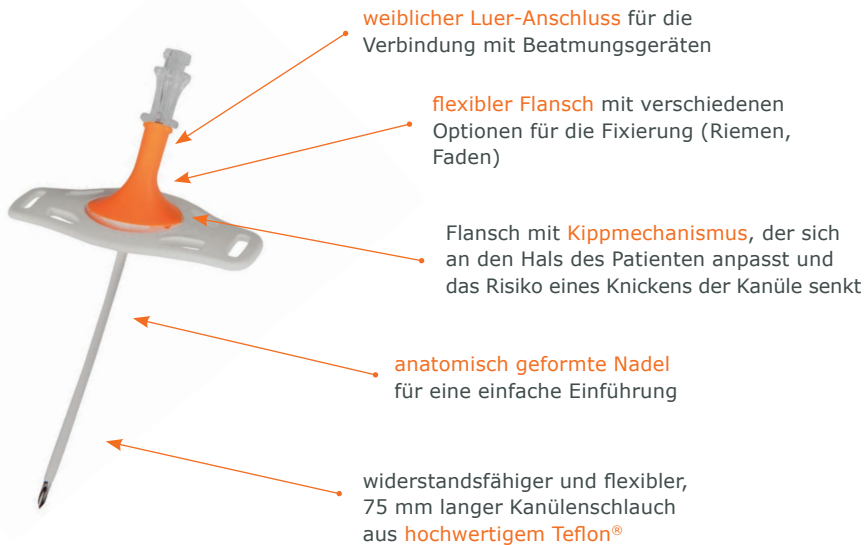 weiblicher Luer-Anschluss für die
Verbindung mit Beatmungsgeräten
flexibler Flansch mit verschiedenen
Optionen für die Fixierung (Riemen,
Faden)
Flansch mit Kippmechanismus, der sich
an den Hals des Patienten anpasst und
das Risiko eines Knickens der Kanüle senkt
anatomisch geformte Nadel
für eine einfache Einführung
widerstandsfähiger und flexibler,
75 mm langer Kanülenschlauch
aus hochwertigem Teflon®